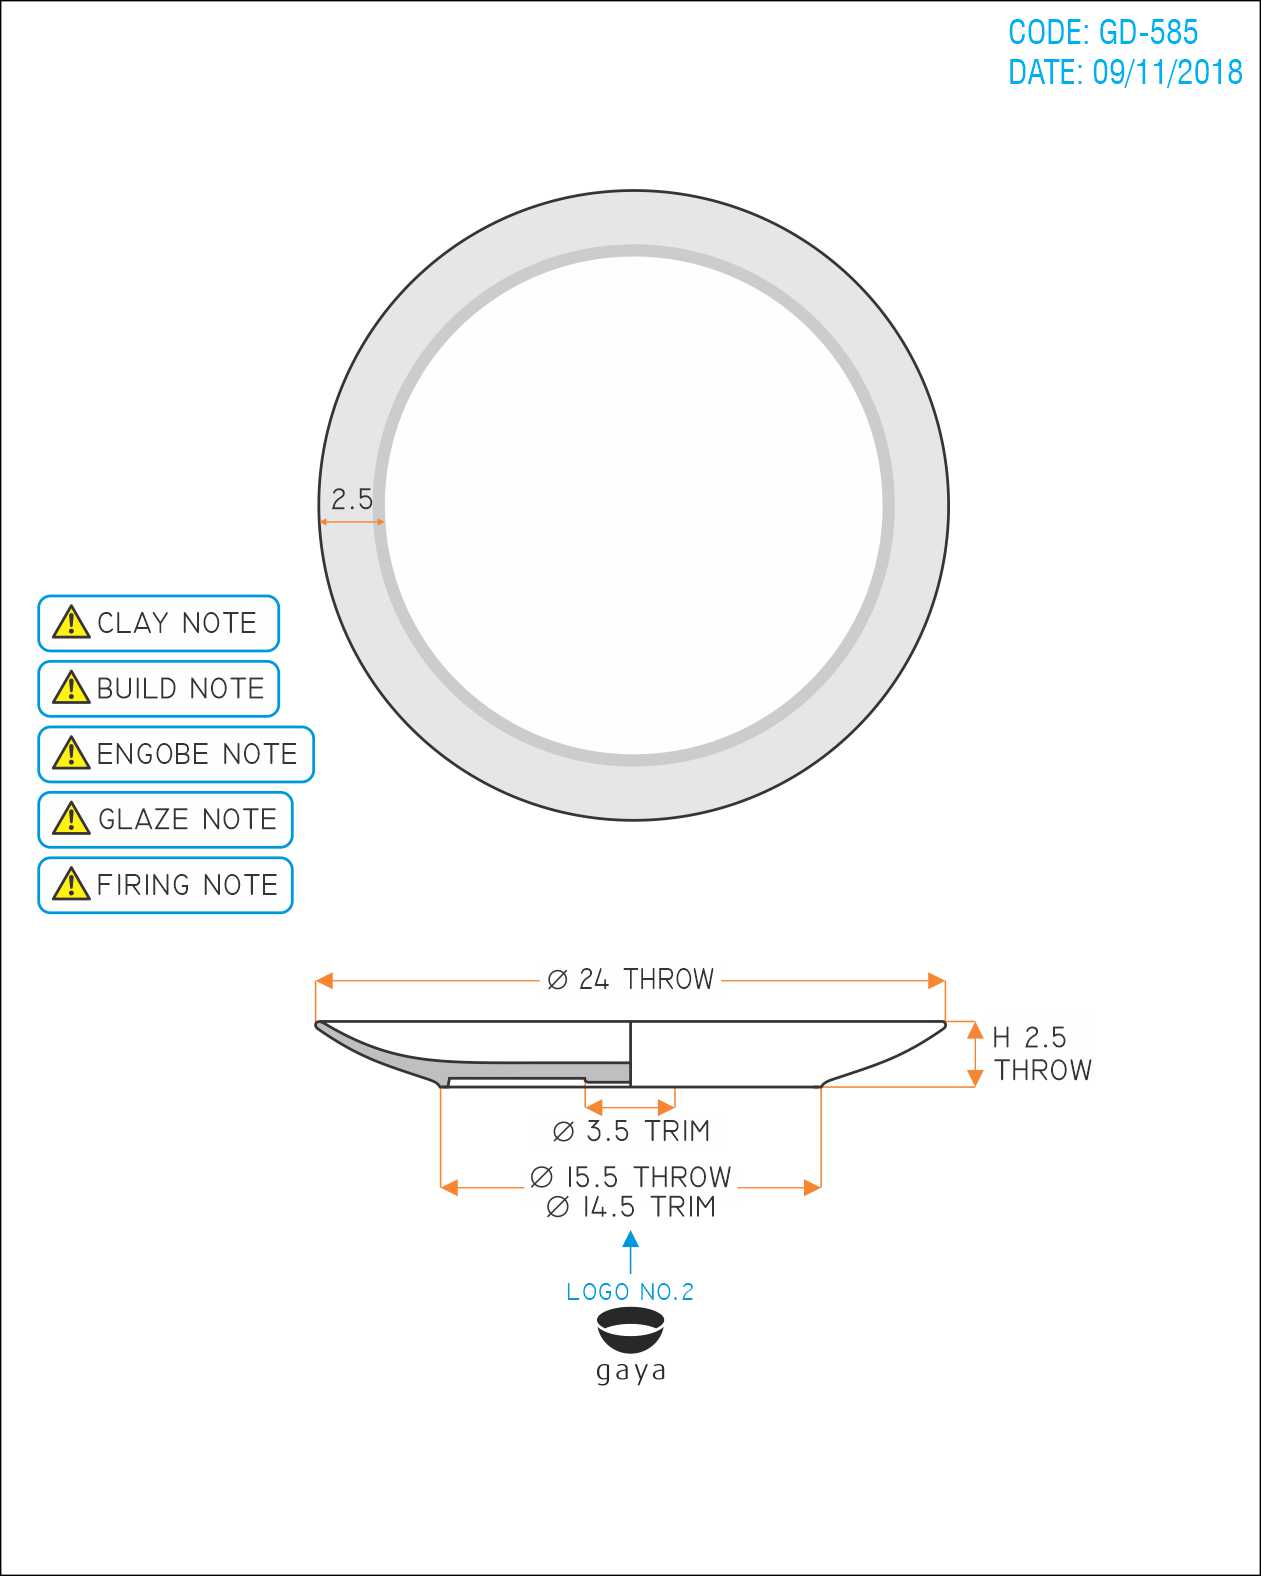 CODE: GD-585
DATE: 09/11/2018
2.5
CLAY NOTE
BUILD NOTE
ENGOBE NOTE
GLAZE NOTE
FIRING NOTE
Ø 24 THROW
H 2.5
THROW
Ø 3.5 TRIM
Ø 15.5 THROW
Ø 14.5 TRIM
LOGO NO.2
gaya